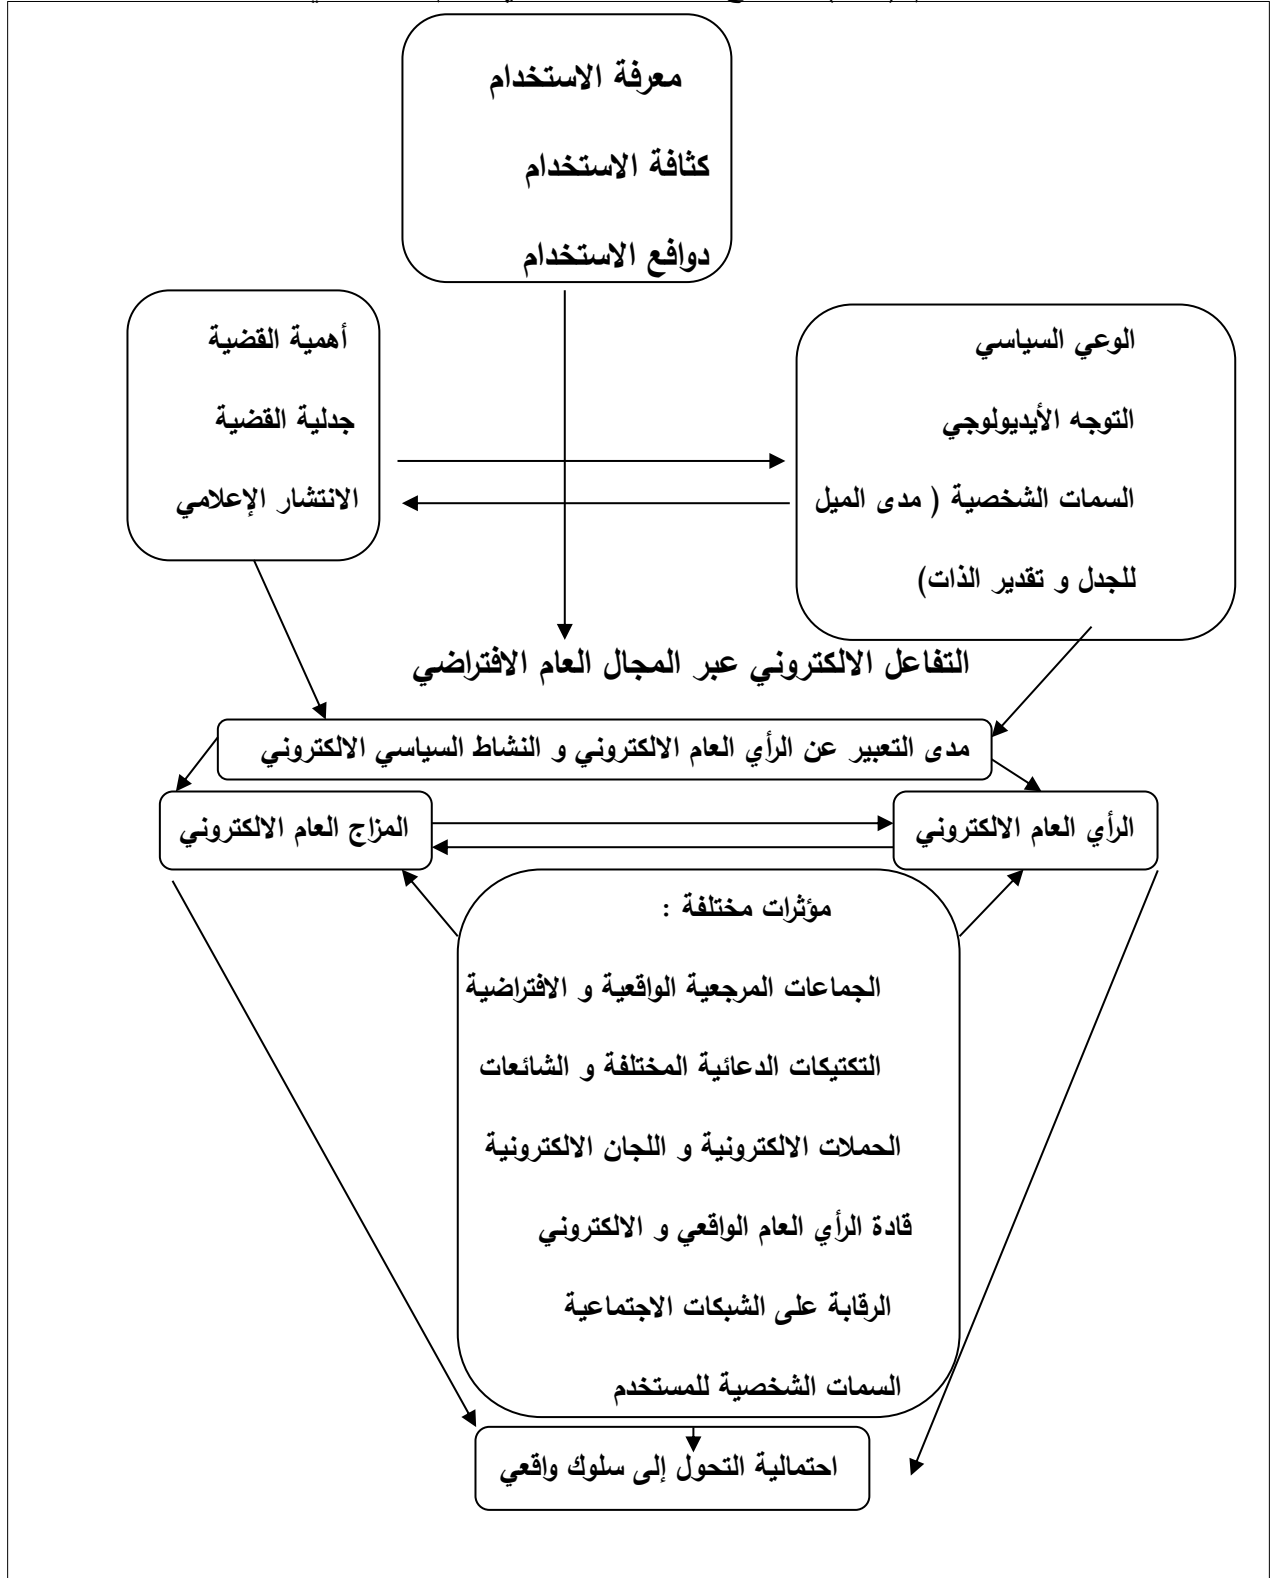 معرفة الاستخدام
كثافة الاستخدام
دوافع الاستخدام
الوعي السياسي
التوجه الأيديولوجي
السمات الشخصية ( مدى الميل
للجدل و تقدير الذات)
أهمية القضية
جدلية القضية
الانتشار الإعلامي
التفاعل الالكتروني عبر المجال العام الافتراضي
مدى التعبير عن الرأي العام الالكتروني و النشاط السياسي الالكتروني
الرأي العام الالكتروني
المزاج العام الالكتروني
مؤثرات مختلفة :
الجماعات المرجعية الواقعية و الافتراضية
التكتيكات الدعائية المختلفة و الشائعات
الحملات الالكترونية و اللجان الالكترونية
قادة الرأي العام الواقعي و الالكتروني
الرقابة على الشبكات الاجتماعية
السمات الشخصية للمستخدم
احتمالية التحول إلى سلوك واقعي